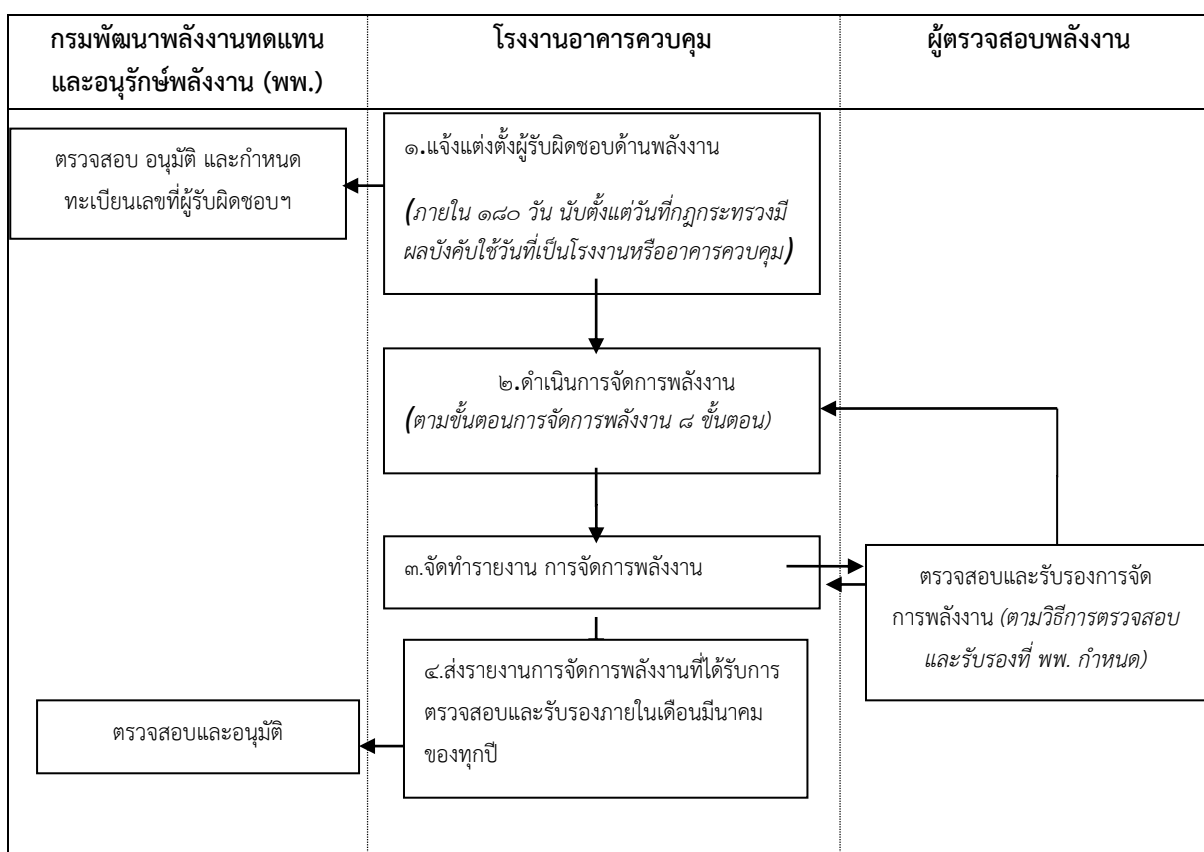 กรมพัฒนาพลังงานทดแทน
และอนุรักษ์พลังงาน (พพ.)
โรงงานอาคารควบคุม
ผู้ตรวจสอบพลังงาน
ตรวจสอบ อนุมัติ และกำหนด
ทะเบียนเลขที่ผู้รับผิดชอบฯ
๑.แจ้งแต่งตั้งผู้รับผิดชอบด้านพลังงาน
(ภายใน ๑๘๐ วัน นับตั้งแต่วันที่กฎกระทรวงมี
ผลบังคับใช้วันที่เป็นโรงงานหรืออาคารควบคุม)
๒.ดำเนินการจัดการพลังงาน
(ตามขั้นตอนการจัดการพลังงาน ๘ ขั้นตอน)
๓.จัดทำรายงาน การจัดการพลังงาน
ตรวจสอบและรับรองการจัด
การพลังงาน (ตามวิธีการตรวจสอบ
และรับรองที่ พพ. กำหนด)
๔.ส่งรายงานการจัดการพลังงานที่ได้รับการ
ตรวจสอบและรับรองภายในเดือนมีนาคม
ของทุกปี
ตรวจสอบและอนุมัติ